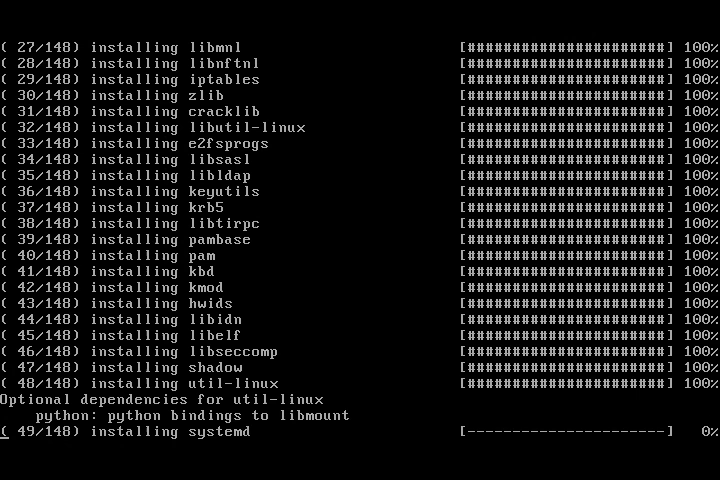 ( 27/148) installing libmnl [######################] 100%
( 28/148) installing libnftnl [######################] 100%
( 29/148) installing iptables [######################] 100%
( 30/148) installing zlib [######################] 100%
( 31/148) installing cracklib [######################] 100%
( 32/148) installing libutil-linux [######################] 100%
( 33/148) installing e2fsprogs [######################] 100%
( 34/148) installing libsasl [######################] 100%
( 35/148) installing libldap [######################] 100%
( 36/148) installing keyutils [######################] 100%
( 37/148) installing krb5 [######################] 100%
( 38/148) installing libtirpc [######################] 100%
( 39/148) installing pambase [######################] 100%
( 40/148) installing pam [######################] 100%
( 41/148) installing kbd [######################] 100%
( 42/148) installing kmod [######################] 100%
( 43/148) installing hwids [######################] 100%
( 44/148) installing libidn [######################] 100%
( 45/148) installing libelf [######################] 100%
( 46/148) installing libseccomp [######################] 100%
( 47/148) installing shadow [######################] 100%
( 48/148) installing util-linux [######################] 100%
Optional dependencies for util-linux
    python: python bindings to libmount
( 49/148) installing systemd [----------------------] 0%